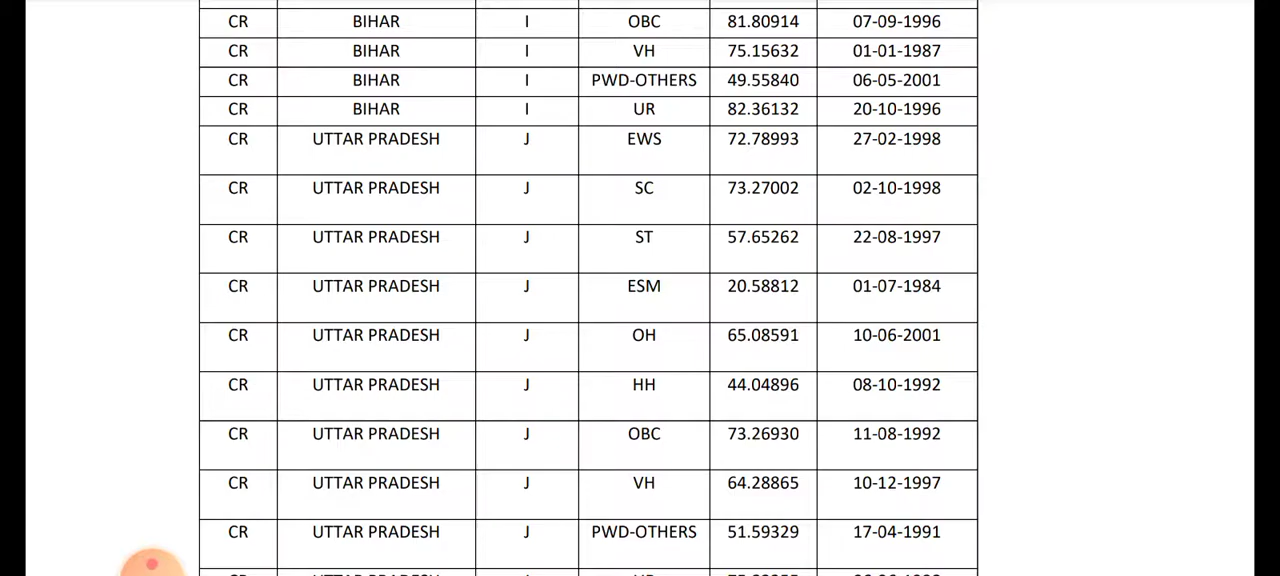 CR BIHAR I OBC 81.80914 07-09-1996
CR BIHAR I VH 75.15632 01-01-1987
CR BIHAR I PWD-OTHERS 49.55840 06-05-2001
CR BIHAR I UR 82.36132 20-10-1996
CR UTTAR PRADESH J EWS 72.78993 27-02-1998
CR UTTAR PRADESH J SC 73.27002 02-10-1998
CR UTTAR PRADESH J ST 57.65262 22-08-1997
CR UTTAR PRADESH J ESM 20.58812 01-07-1984
CR UTTAR PRADESH J OH 65.08591 10-06-2001
CR UTTAR PRADESH J HH 44.04896 08-10-1992
CR UTTAR PRADESH J OBC 73.26930 11-08-1992
CR UTTAR PRADESH J VH 64.28865 10-12-1997
CR UTTAR PRADESH J PWD-OTHERS 51.59329 17-04-1991